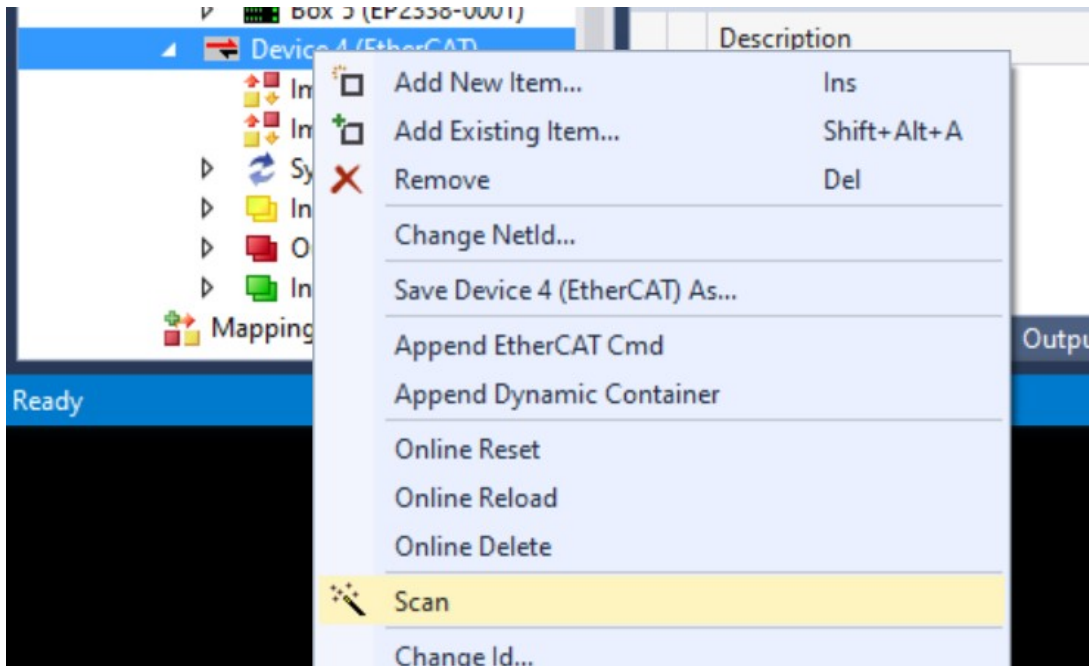 Box 5 (EP2338-0001)
Description
Device 4 (EtherCAT)
Add New Item... Ins
Add Existing Item... Shift+Alt+A
Remove Del
Change NetId...
Save Device 4 (EtherCAT) As...
Mapping
Append EtherCAT Cmd
Outpu
Append Dynamic Container
Ready
Online Reset
Online Reload
Online Delete
Scan
Change Id...